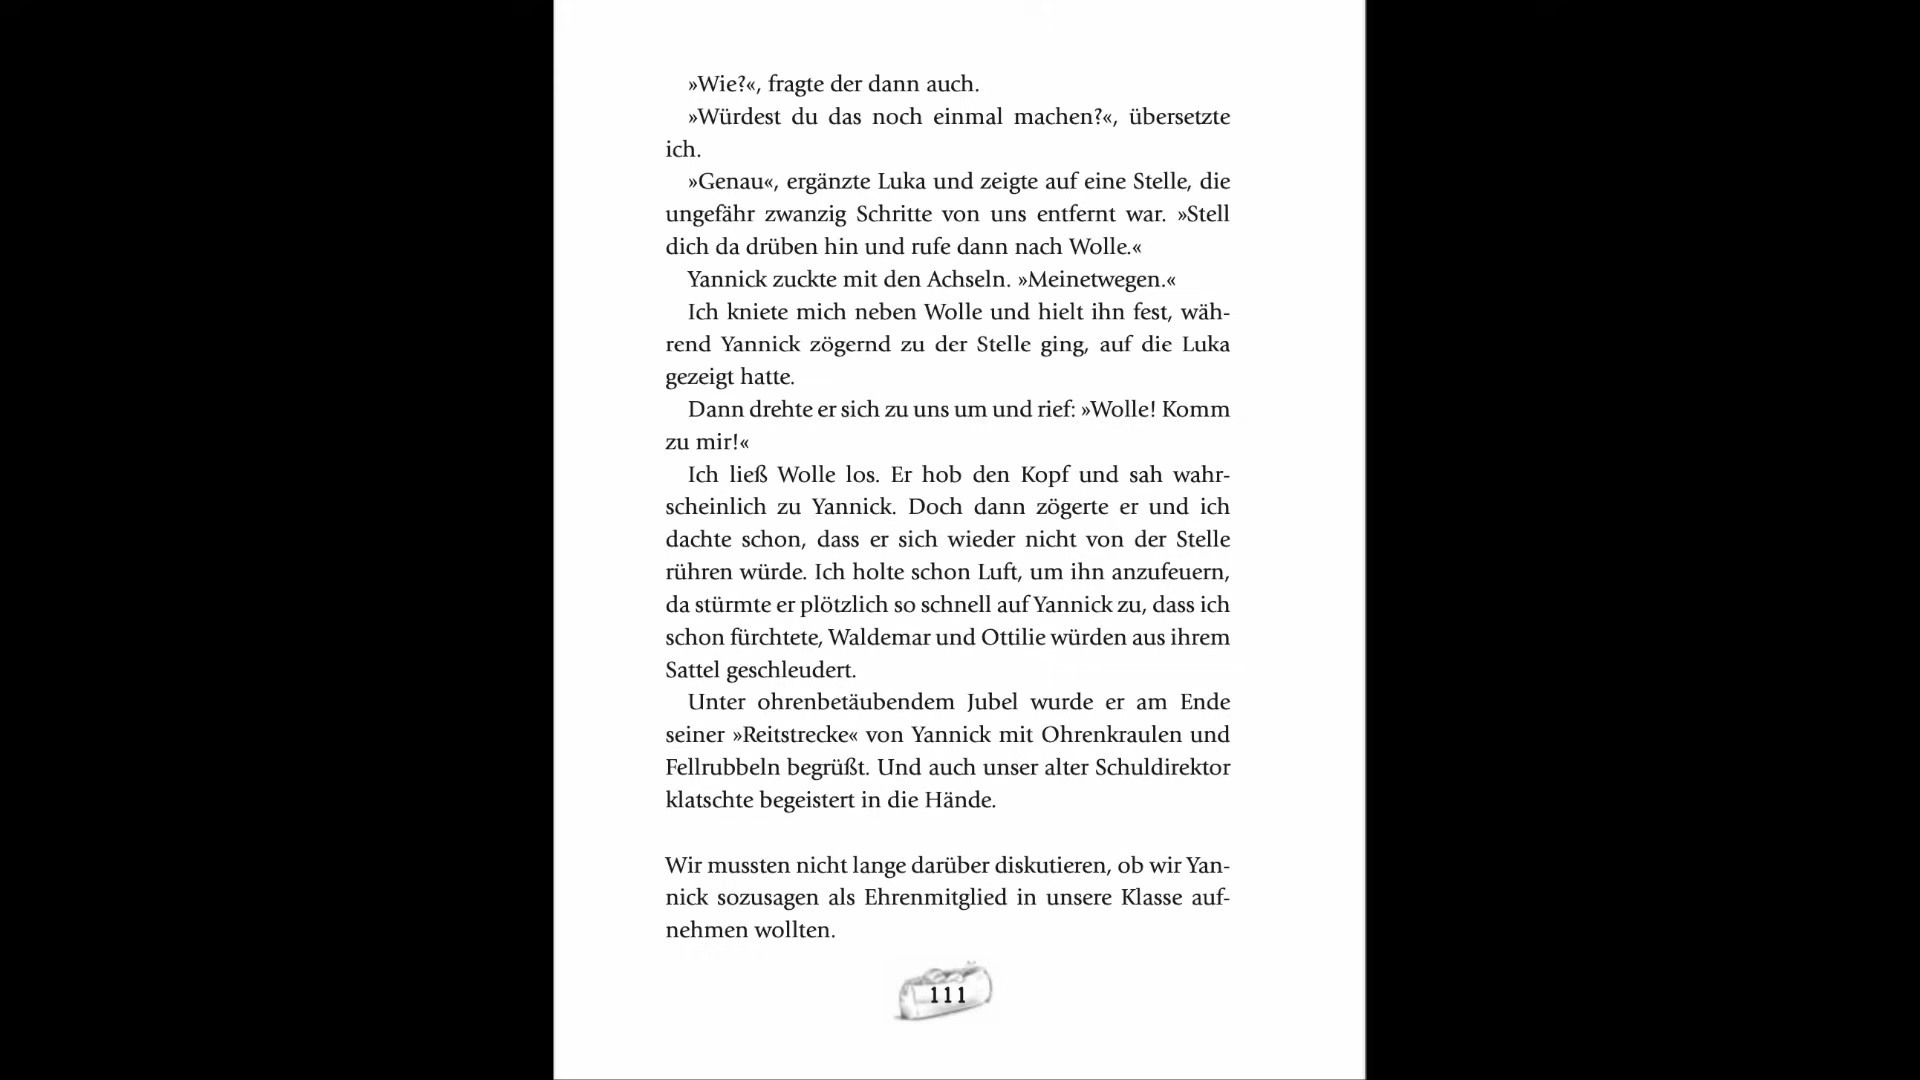 »Wie?«, fragte der dann auch.
»Würdest du das noch einmal machen?«, übersetzte
ich.
»Genau«, ergänzte Luka und zeigte auf eine Stelle, die
ungefähr zwanzig Schritte von uns entfernt war. »Stell
dich da drüben hin und rufe dann nach Wolle.«
Yannick zuckte mit den Achseln. »Meinetwegen.«
Ich kniete mich neben Wolle und hielt ihn fest, wäh-
rend Yannick zögernd zu der Stelle ging, auf die Luka
gezeigt hatte.
Dann drehte er sich zu uns um und rief: »Wolle! Komm
zu mir!«
Ich ließ Wolle los. Er hob den Kopf und sah wahr-
scheinlich zu Yannick. Doch dann zögerte er und ich
dachte schon, dass er sich wieder nicht von der Stelle
rühren würde. Ich holte schon Luft, um ihn anzufeuern,
da stürmte er plötzlich so schnell auf Yannick zu, dass ich
schon fürchtete, Waldemar und Ottilie würden aus ihrem
Sattel geschleudert.
Unter ohrenbetäubendem Jubel wurde er am Ende
seiner »Reitstrecke« von Yannick mit Ohrenkraulen und
Fellrubbeln begrüßt. Und auch unser alter Schuldirektor
klatschte begeistert in die Hände.
Wir mussten nicht lange darüber diskutieren, ob wir Yan-
nick sozusagen als Ehrenmitglied in unsere Klasse auf-
nehmen wollten.
111